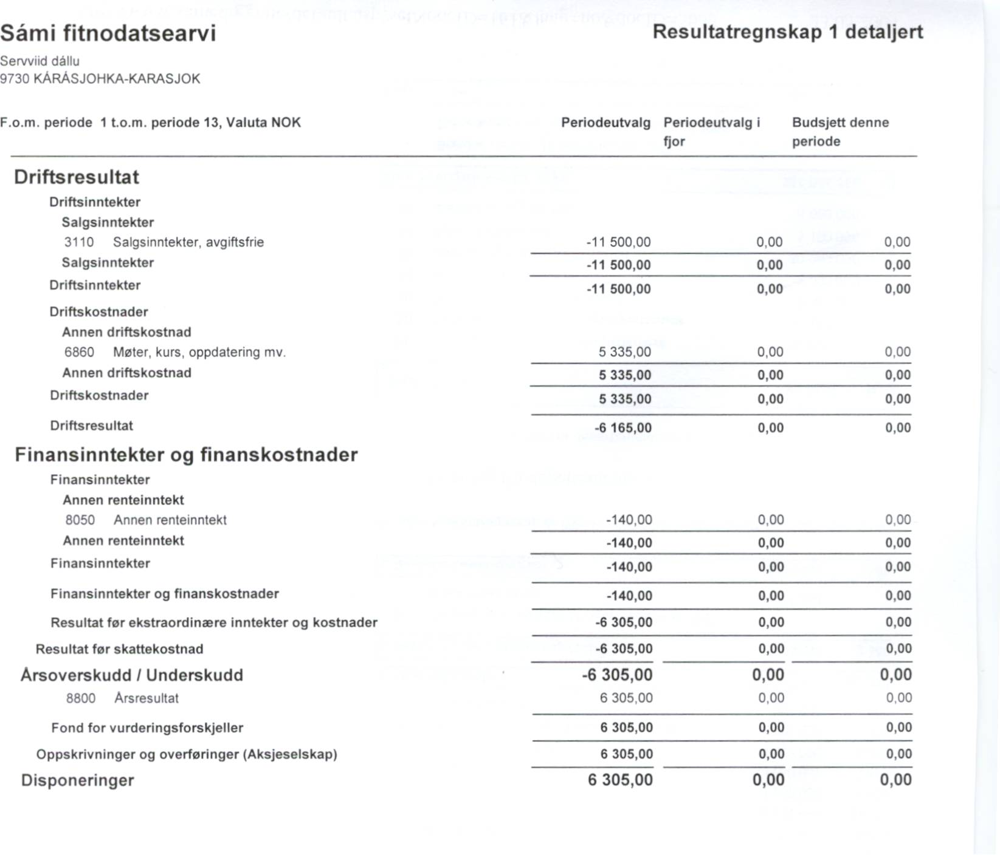 Sámi fitnodatsearvi Resultatregnskap 1 detaljert
Servviid dállu
9730 KÁRÁSJOHKA-KARASJOK
F.o.m. periode 1 t.o.m. periode 13, Valuta NOK Periodeutvalg Periodeutvalg i Budsjett denne
fjor periode
Driftsresultat
Driftsinntekter
Salgsinntekter
3110 Salgsinntekter, avgiftsfrie -11 500,00 0,00 0,00
Salgsinntekter -11 500,00 0,00 0,00
Driftsinntekter -11 500,00 0,00 0,00
Driftskostnader
Annen driftskostnad
6860 Møter, kurs, oppdatering mv. 5 335,00 0,00 0,00
Annen driftskostnad 5 335,00 0,00 0,00
Driftskostnader 5 335,00 0,00 0,00
Driftsresultat -6 165,00 0,00 0,00
Finansinntekter og finanskostnader
Finansinntekter
Annen renteinntekt
8050 Annen renteinntekt -140,00 0,00 0,00
Annen renteinntekt -140,00 0,00 0,00
Finansinntekter -140,00 0,00 0,00
Finansinntekter og finanskostnader -140,00 0,00 0,00
Resultat før ekstraordinære inntekter og kostnader -6 305,00 0,00 0,00
Resultat før skattekostnad -6 305,00 0,00 0,00
Årsoverskudd / Underskudd -6 305,00 0,00 0,00
8800 Årsresultat 6 305,00 0,00 0,00
Fond for vurderingsforskjeller 6 305,00 0,00 0,00
Oppskrivninger og overføringer (Aksjeselskap) 6 305,00 0,00 0,00
Disponeringer 6 305,00 0,00 0,00